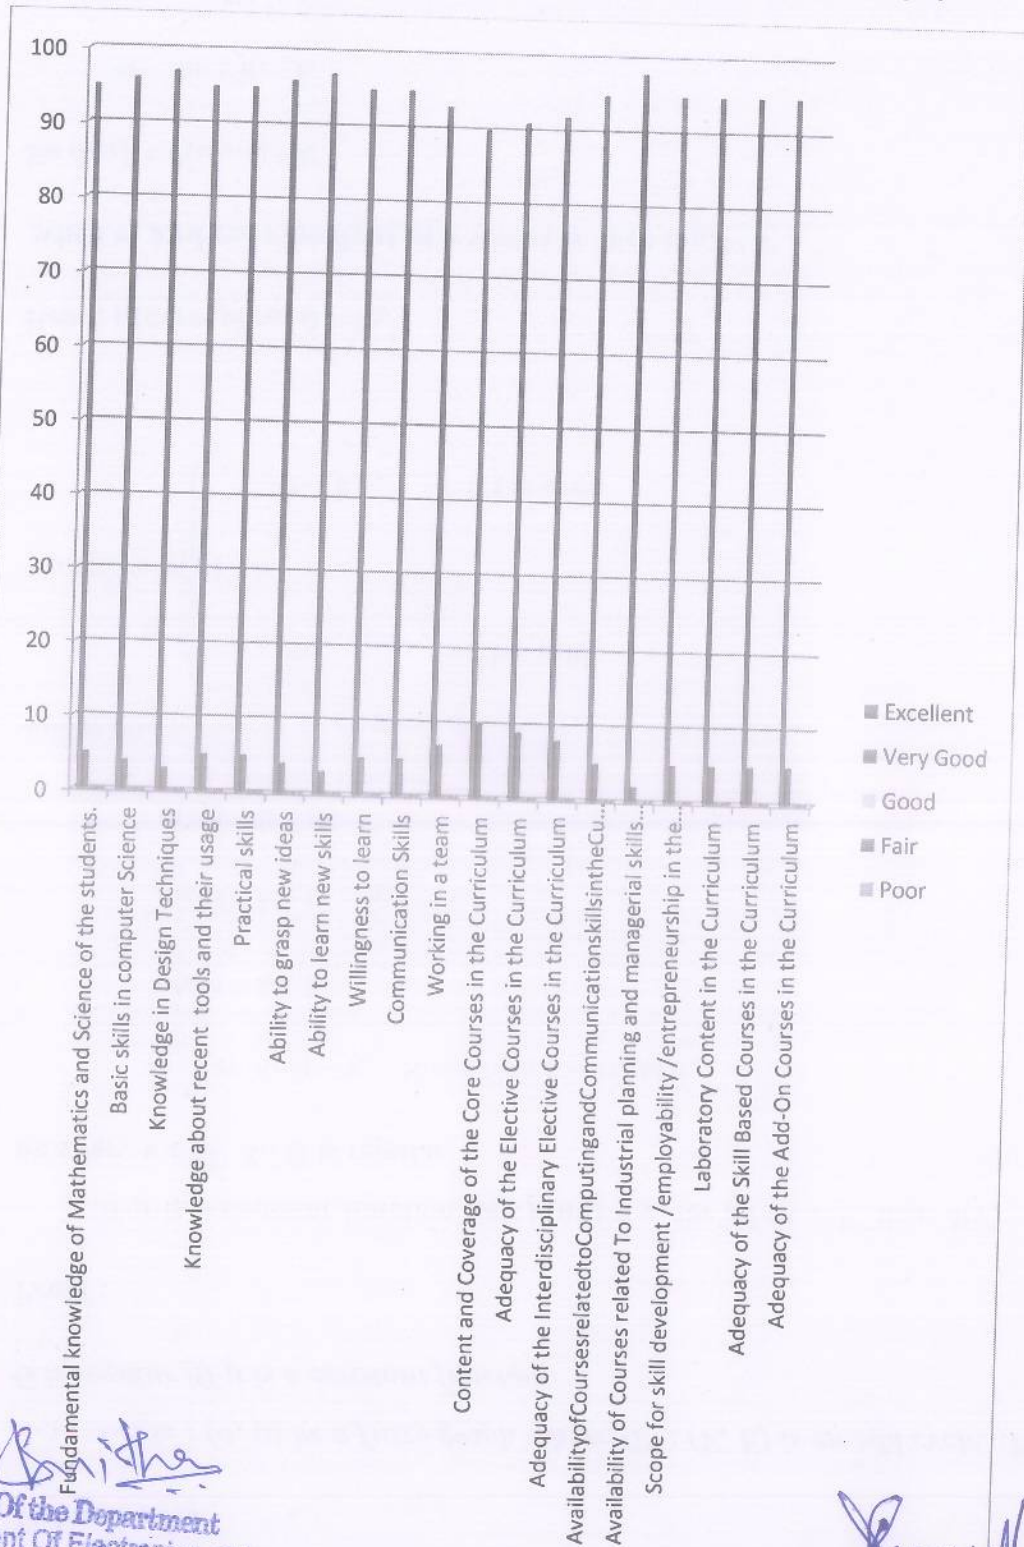 100
90
80
70
60
50
40
30
20
10
0
Fundamental knowledge of Mathematics and Science of the students.
Basic skills in computer Science
Knowledge in Design Techniques
Knowledge about recent tools and their usage
Practical skills
Ability to grasp new ideas
Ability to learn new skills
Willingness to learn
Communication Skills
Working in a team
Content and Coverage of the Core Courses in the Curriculum
Adequacy of the Elective Courses in the Curriculum
Adequacy of the Interdisciplinary Elective Courses in the Curriculum
AvailabilityofCoursesrelatedtoComputingandCommunicationskillsintheCu...
Availability of Courses related To Industrial planning and managerial skills...
Scope for skill development /employability /entrepreneurship in the...
Laboratory Content in the Curriculum
Adequacy of the Skill Based Courses in the Curriculum
Adequacy of the Add-On Courses in the Curriculum
Excellent
Very Good
Good
Fair
Poor
Of the Department